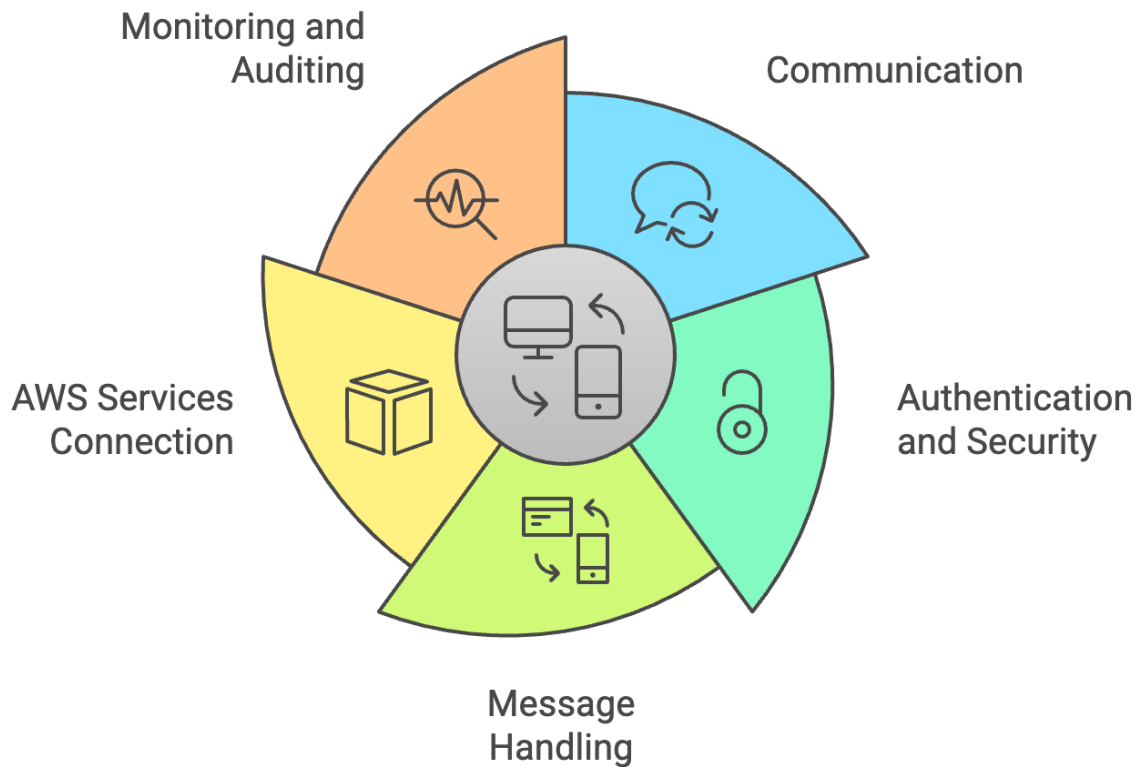 Monitoring and
Auditing
Communication
AWS Services
Connection
Authentication
and Security
Message
Handling